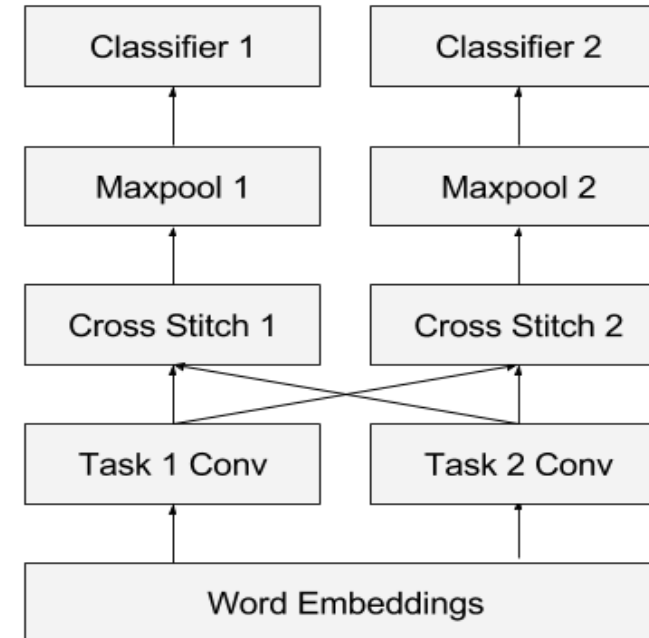 Classifier 1
Classifier 2
Maxpool 1
Maxpool 2
Cross Stitch 1
Cross Stitch 2
Task 1 Conv
Task 2 Conv
Word Embeddings